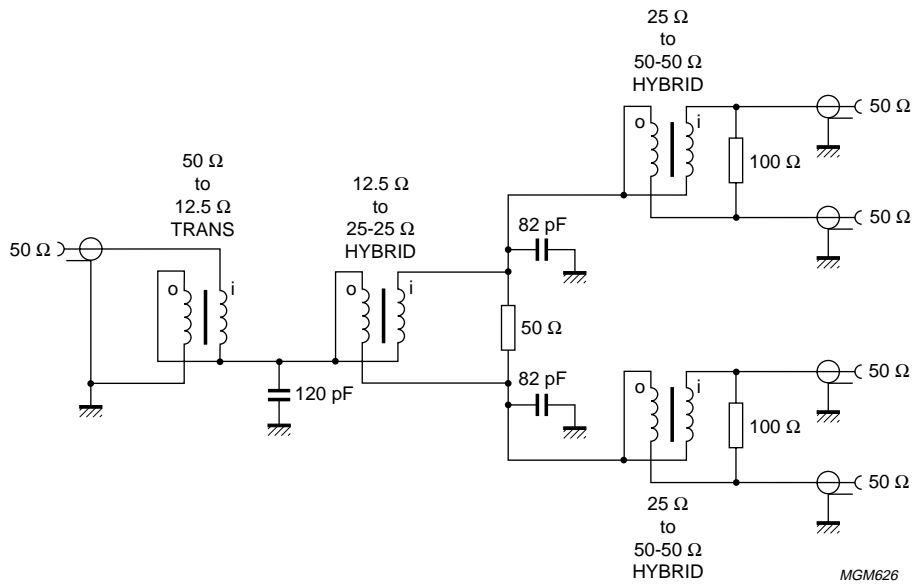 25 Ω
to
50-50 Ω
HYBRID
50 Ω
o
i
100 Ω
50 Ω
50 Ω
to
12.5 Ω
TRANS
12.5 Ω
to
25-25 Ω
HYBRID
82 pF
50 Ω
o
i
o
i
50 Ω
120 pF
82 pF
50 Ω
o
i
100 Ω
50 Ω
25 Ω
to
50-50 Ω
HYBRID
MGM626